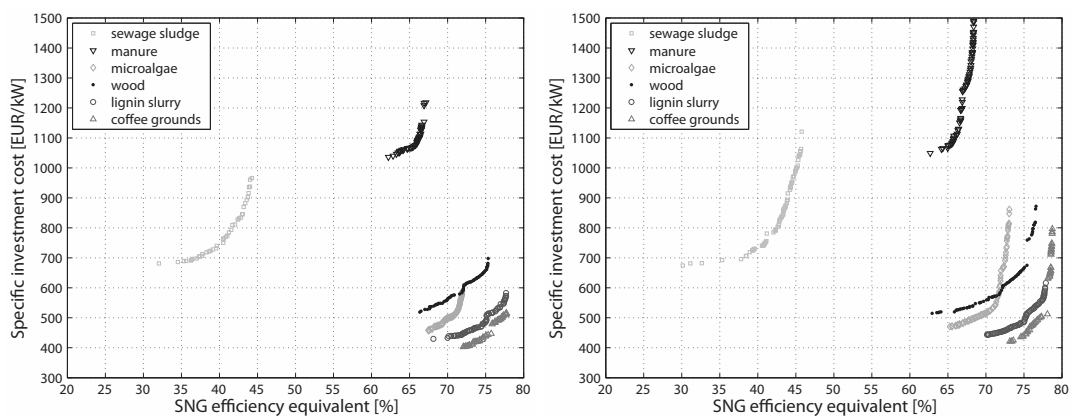 1500
1400
1300
1200
1100
1000
900
800
700
600
500
400
300
Specific investment cost [EUR/kW]
sewage sludge
manure
microalgae
wood
lignin slurry
coffee grounds
20 25 30 35 40 45 50 55 60 65 70 75 80
SNG efficiency equivalent [%]
1500
1400
1300
1200
1100
1000
900
800
700
600
500
400
300
Specific investment cost [EUR/kW]
sewage sludge
manure
microalgae
wood
lignin slurry
coffee grounds
20 25 30 35 40 45 50 55 60 65 70 75 80
SNG efficiency equivalent [%]